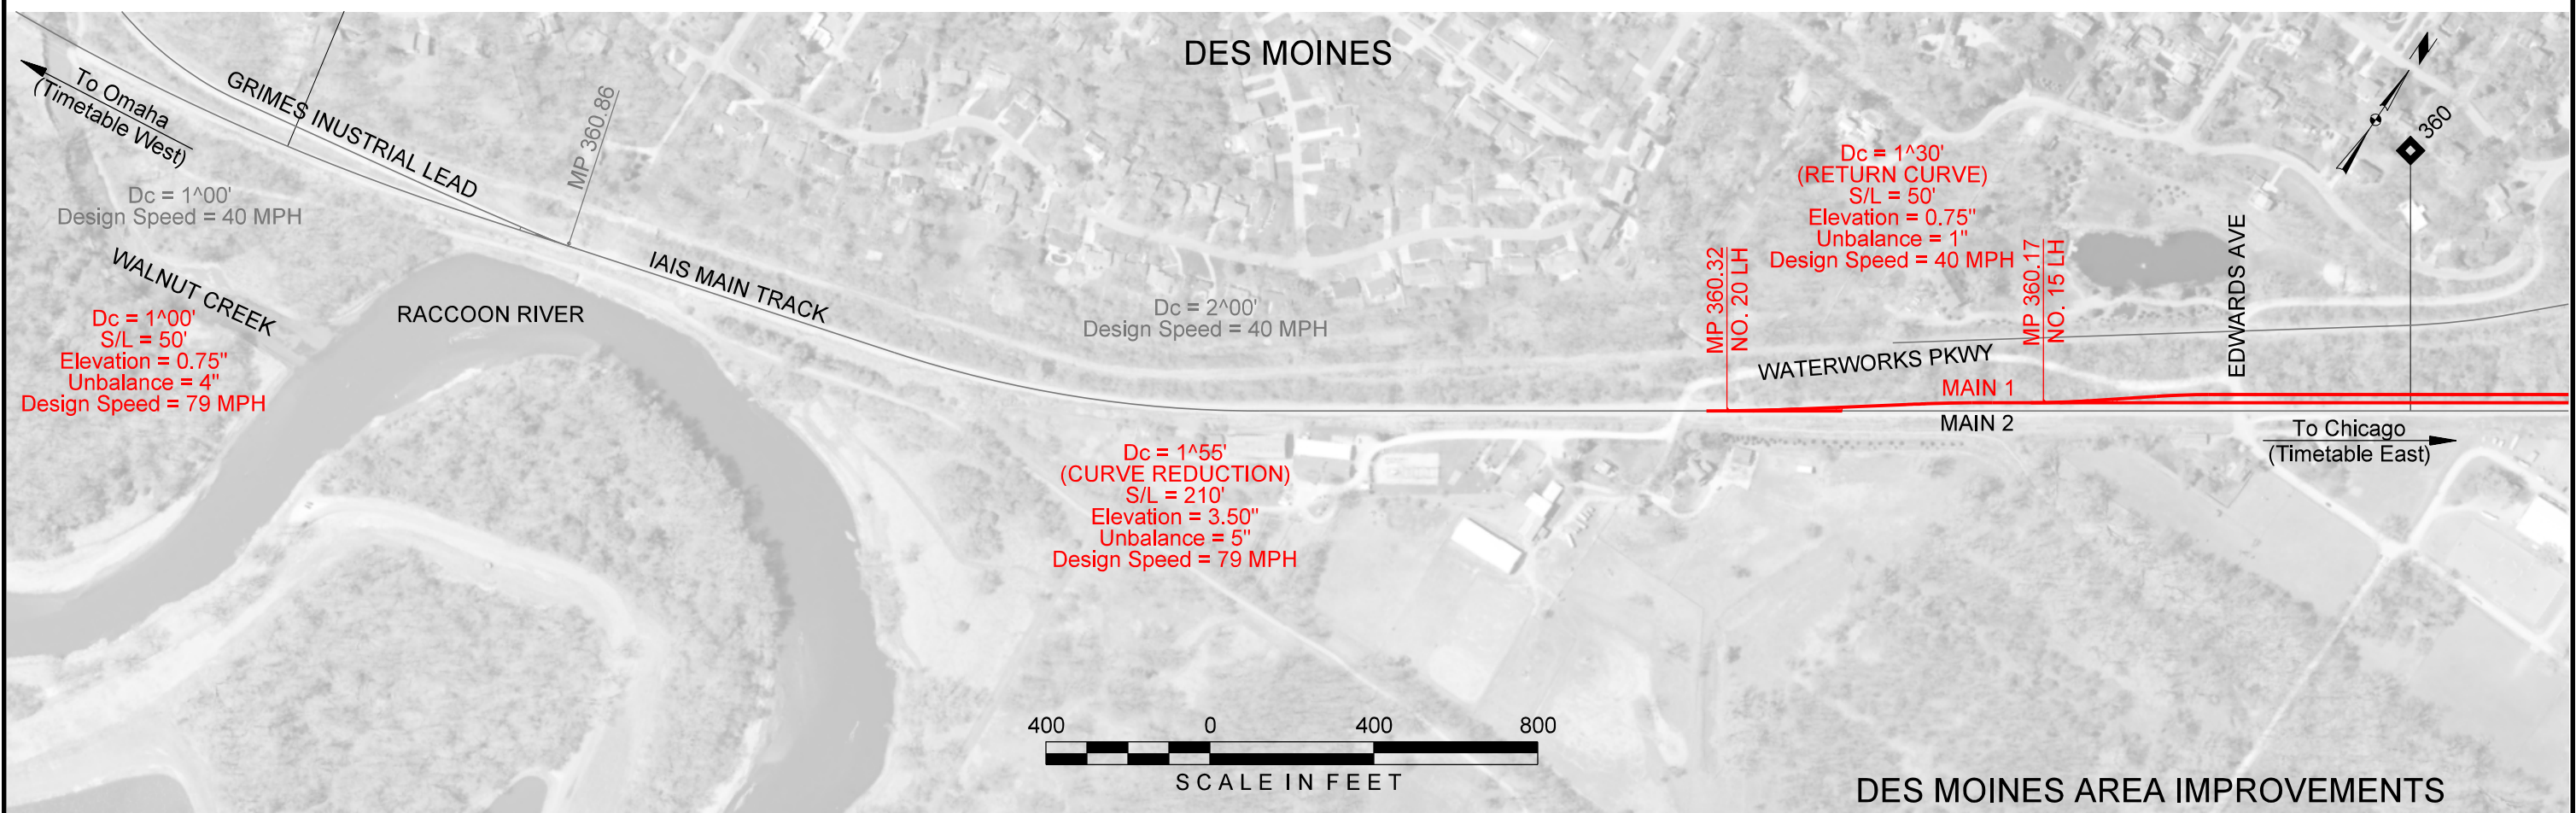 DES MOINES
To Omaha
(Timetable West)
GRIMES INUSTRIAL LEAD
MP 360.86
Dc = 1^00'
Design Speed = 40 MPH
WALNUT CREEK
Dc = 1^00'
S/L = 50'
Elevation = 0.75"
Unbalance = 4"
Design Speed = 79 MPH
RACCOON RIVER
IAIS MAIN TRACK
Dc = 2^00'
Design Speed = 40 MPH
Dc = 1^55'
(CURVE REDUCTION)
S/L = 210'
Elevation = 3.50"
Unbalance = 5"
Design Speed = 79 MPH
Dc = 1^30'
(RETURN CURVE)
S/L = 50'
Elevation = 0.75"
Unbalance = 1"
Design Speed = 40 MPH
MP 360.32
NO. 20 LH
MP 360.17
NO. 15 LH
WATERWORKS PKWY
EDWARDS AVE
360
MAIN 1
MAIN 2
To Chicago
(Timetable East)
400 0 400 800
SCALE IN FEET
DES MOINES AREA IMPROVEMENTS